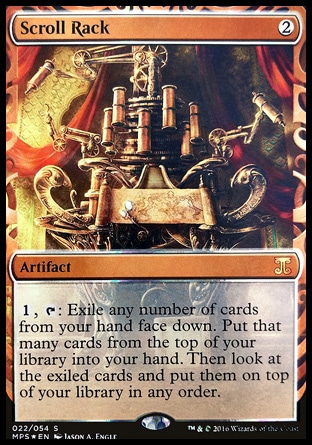 Scroll Rack 2
Artifact
1, T: Exile any number of cards
from your hand face down. Put that
many cards from the top of your
library into your hand. Then look at
the exiled cards and put them on top
of your library in any order.
022/054 S
MPS★EN Jason A. Engle
™ & © 2016 Wizards of the Coast